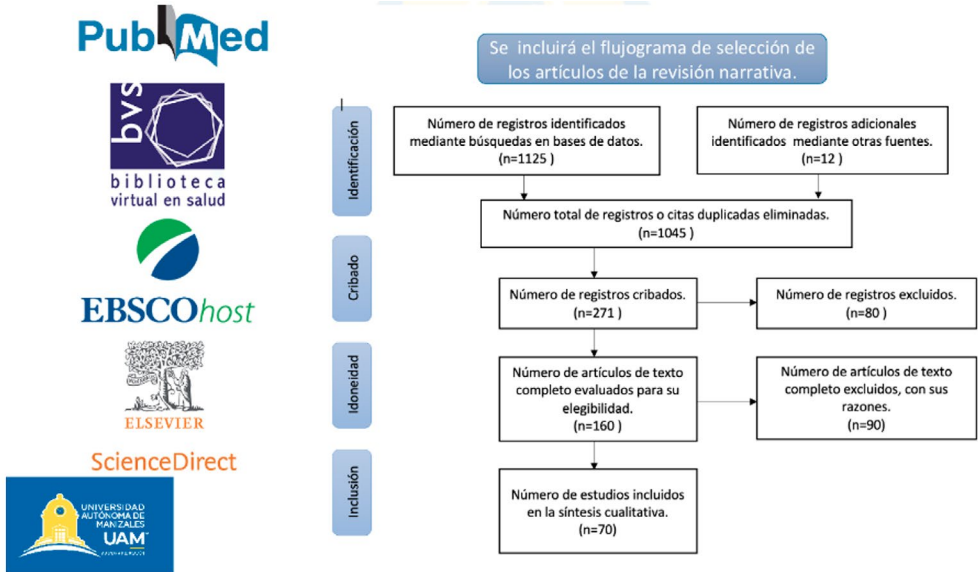 PubMed
bvs
biblioteca
virtual en salud
EBSCOhost
ELSEVIER
ScienceDirect
UNIVERSIDAD
AUTÓNOMA DE
MANIZALES
UAM
Se incluirá el flujograma de selección de
los artículos de la revisión narrativa.
Identificación
Número de registros identificados
mediante búsquedas en bases de datos.
(n=1125 )
Número de registros adicionales
identificados mediante otras fuentes.
(n=12 )
Número total de registros o citas duplicadas eliminadas.
(n=1045 )
Cribado
Número de registros cribados.
(n=271 )
Número de registros excluidos.
(n=80 )
Idoneidad
Número de artículos de texto
completo evaluados para su
elegibilidad.
(n=160 )
Número de artículos de texto
completo excluidos, con sus
razones.
(n=90)
Inclusión
Número de estudios incluidos
en la síntesis cualitativa.
(n=70)